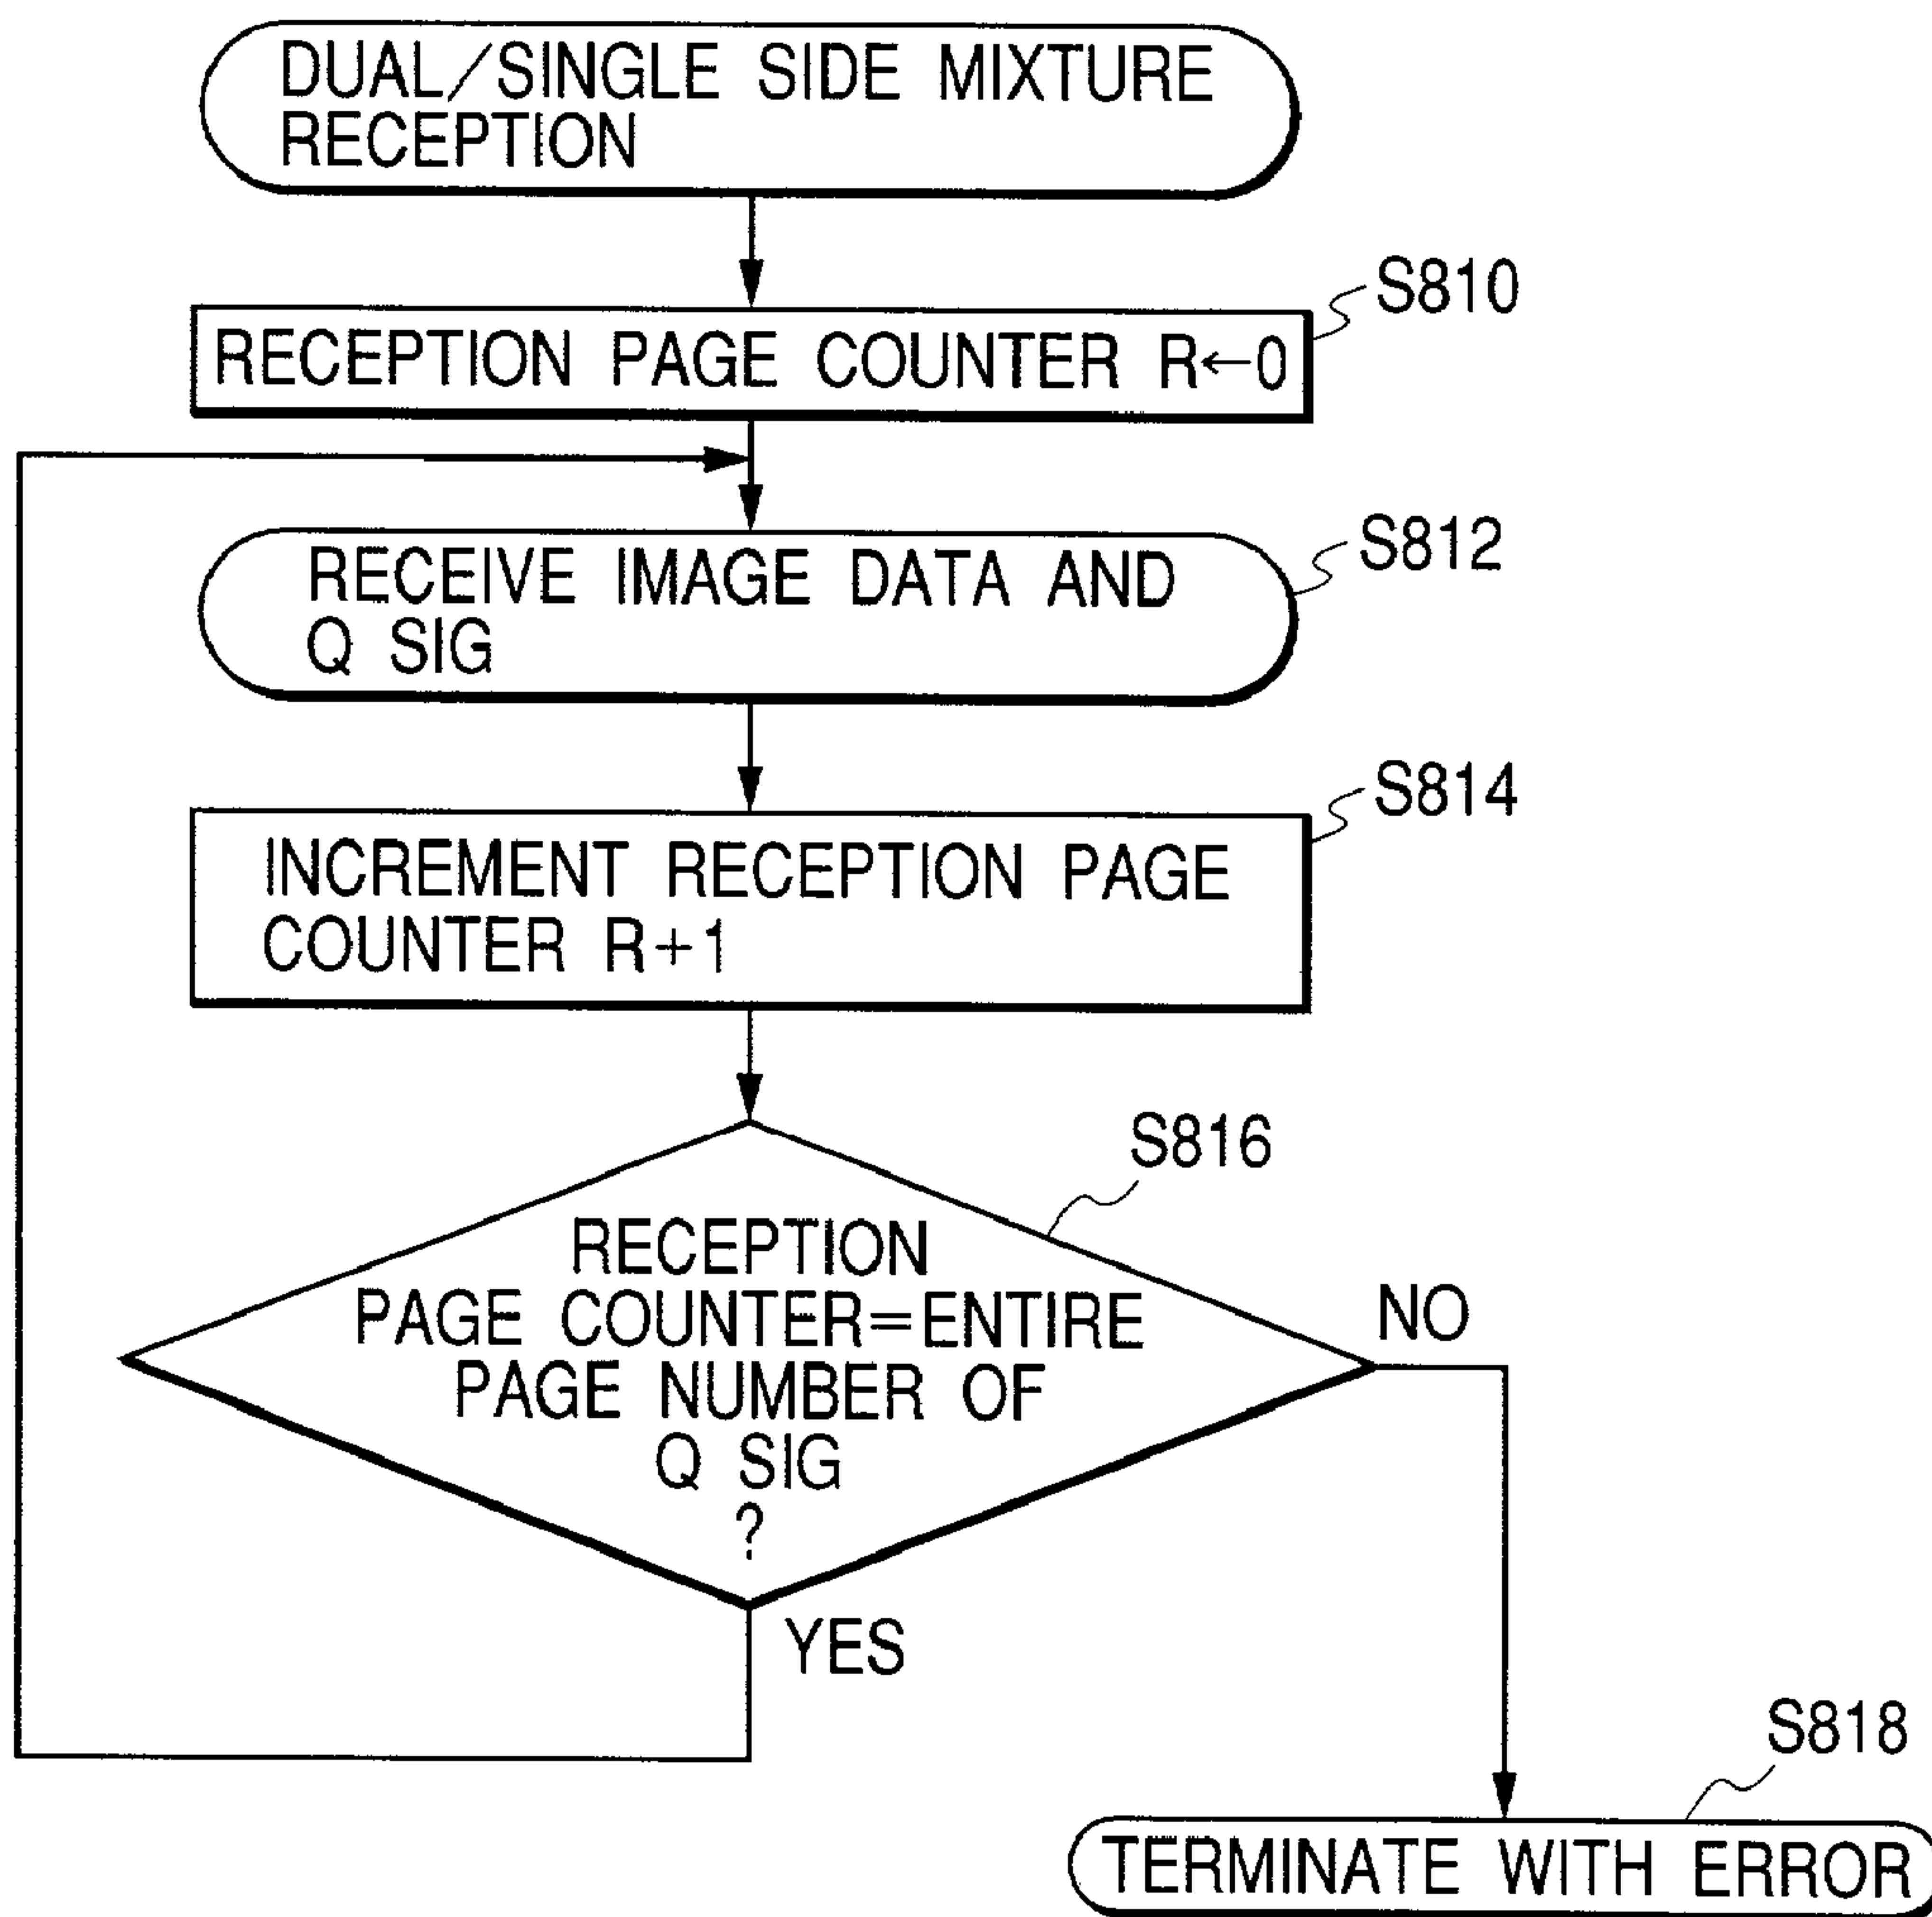 DUAL/SINGLE SIDE MIXTURE
RECEPTION
S810
RECEPTION PAGE COUNTER R←0
S812
RECEIVE IMAGE DATA AND
Q SIG
S814
INCREMENT RECEPTION PAGE
COUNTER R+1
S816
RECEPTION
PAGE COUNTER=ENTIRE
PAGE NUMBER OF
Q SIG
?
NO
YES
S818
TERMINATE WITH ERROR